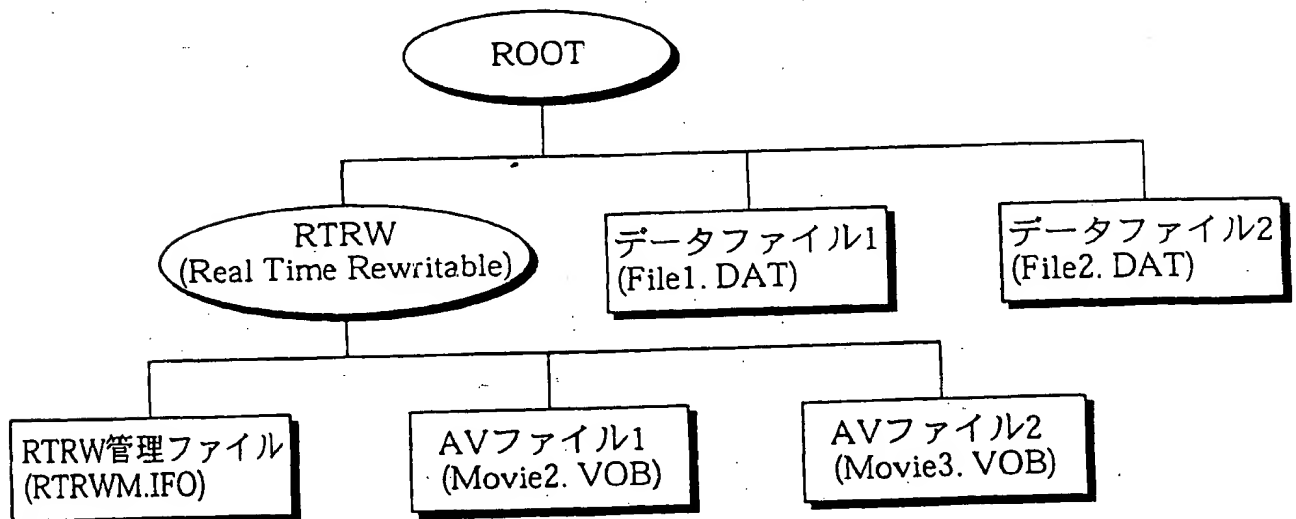 ROOT
RTRW
(Real Time Rewritable)
データファイル1
(File1. DAT)
データファイル2
(File2. DAT)
RTRW管理ファイル
(RTRWM.IFO)
AVファイル1
(Movie2. VOB)
AVファイル2
(Movie3. VOB)